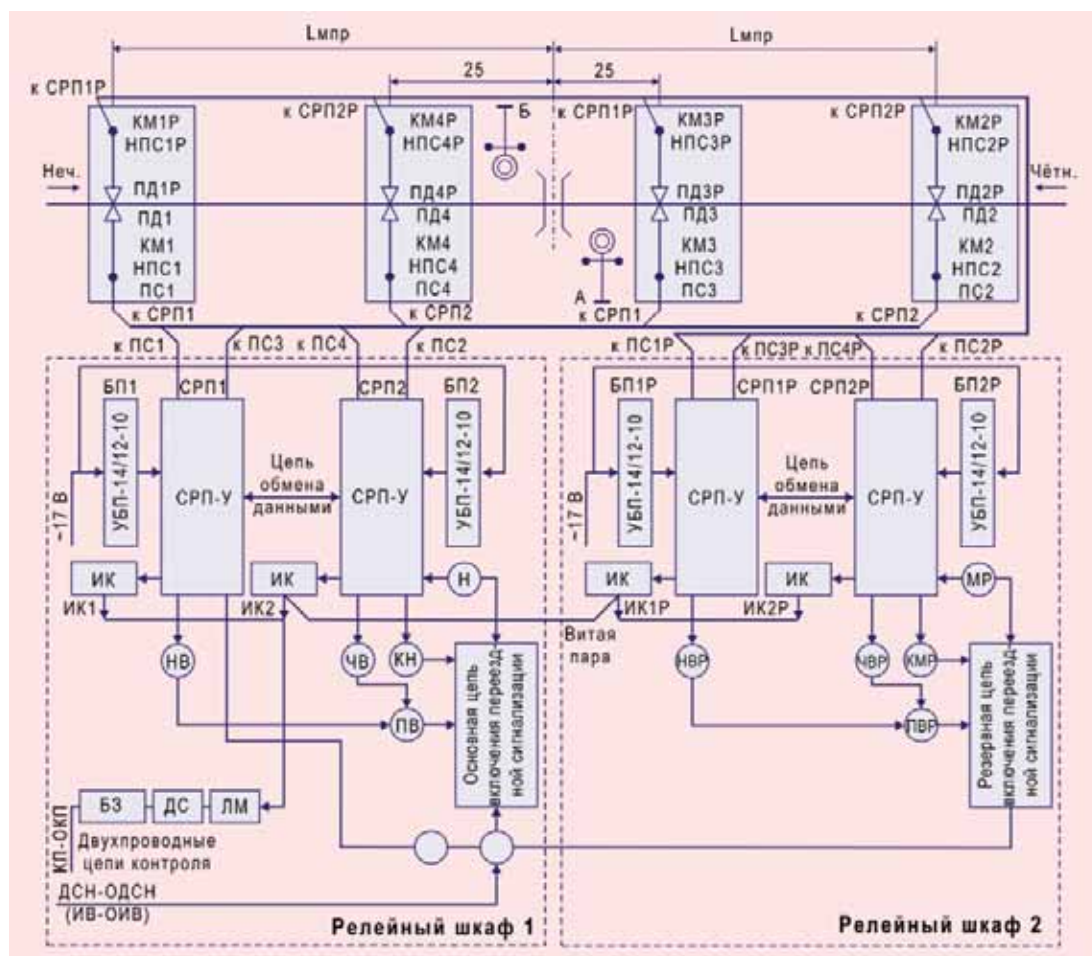 Lмпр
Lмпр
25
25
к СРП1Р
к СРП2Р
к СРП1Р
к СРП2Р
Б
КМ1Р
НПС1Р
КМ4Р
НПС4Р
КМ3Р
НПС3Р
КМ2Р
НПС2Р
Неч.
Чётн.
ПД1Р
ПД1
ПД4Р
ПД4
ПД3Р
ПД3
ПД2Р
ПД2
КМ1
НПС1
ПС1
КМ4
НПС4
ПС4
КМ3
НПС3
ПС3
КМ2
НПС2
ПС2
А
к СРП1
к СРП2
к СРП1
к СРП2
к ПС1
к ПС3
к ПС4
к ПС2
к ПС1Р
к ПС3Р
к ПС4Р
к ПС2Р
БП1
СРП1
СРП2
БП2
БП1Р
СРП1Р
СРП2Р
БП2Р
~17 В
УБП-14/12-10
СРП-У
Цепь
обмена
данными
СРП-У
УБП-14/12-10
~17 В
УБП-14/12-10
СРП-У
Цепь
обмена
данными
СРП-У
УБП-14/12-10
ИК
ИК
Н
ИК
ИК
МР
ИК1
ИК2
ИК1Р
ИК2Р
Витая
пара
НВ
ЧВ
КН
ПВ
НВР
ЧВР
КМР
ПВР
Основная цепь
включения переезд-
ной сигнализации
Резервная цепь
включения переезд-
ной сигнализации
БЗ
ДС
ЛМ
КП-ОКП
Двухпроводные
цепи контроля
ДСН-ОДСН
(ИВ-ОИВ)
Релейный шкаф 1
Релейный шкаф 2